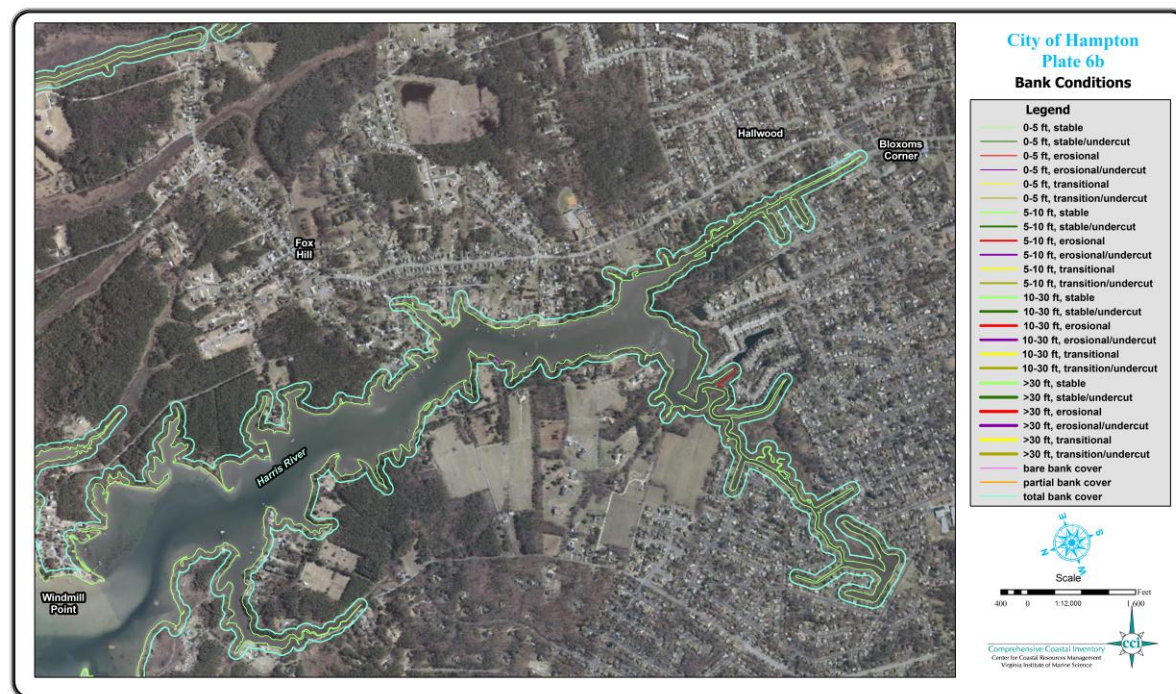 City of Hampton
Plate 6b
Bank Conditions
Legend
0-5 ft, stable
0-5 ft, stable/undercut
0-5 ft, erosional
0-5 ft, erosional/undercut
0-5 ft, transitional
0-5 ft, transition/undercut
5-10 ft, stable
5-10 ft, stable/undercut
5-10 ft, erosional
5-10 ft, erosional/undercut
5-10 ft, transitional
5-10 ft, transition/undercut
10-30 ft, stable
10-30 ft, stable/undercut
10-30 ft, erosional
10-30 ft, erosional/undercut
10-30 ft, transitional
10-30 ft, transition/undercut
>30 ft, stable
>30 ft, stable/undercut
>30 ft, erosional
>30 ft, erosional/undercut
>30 ft, transitional
>30 ft, transition/undercut
bare bank cover
partial bank cover
total bank cover
Hallwood
Bloxoms
Corner
Fox
Hill
Harris River
Windmill
Point
E
S
N
W
Scale
Feet
400 0 1:12,000 1,600
Comprehensive Coastal Inventory
Center for Coastal Resources Management
Virginia Institute of Marine Science
cci